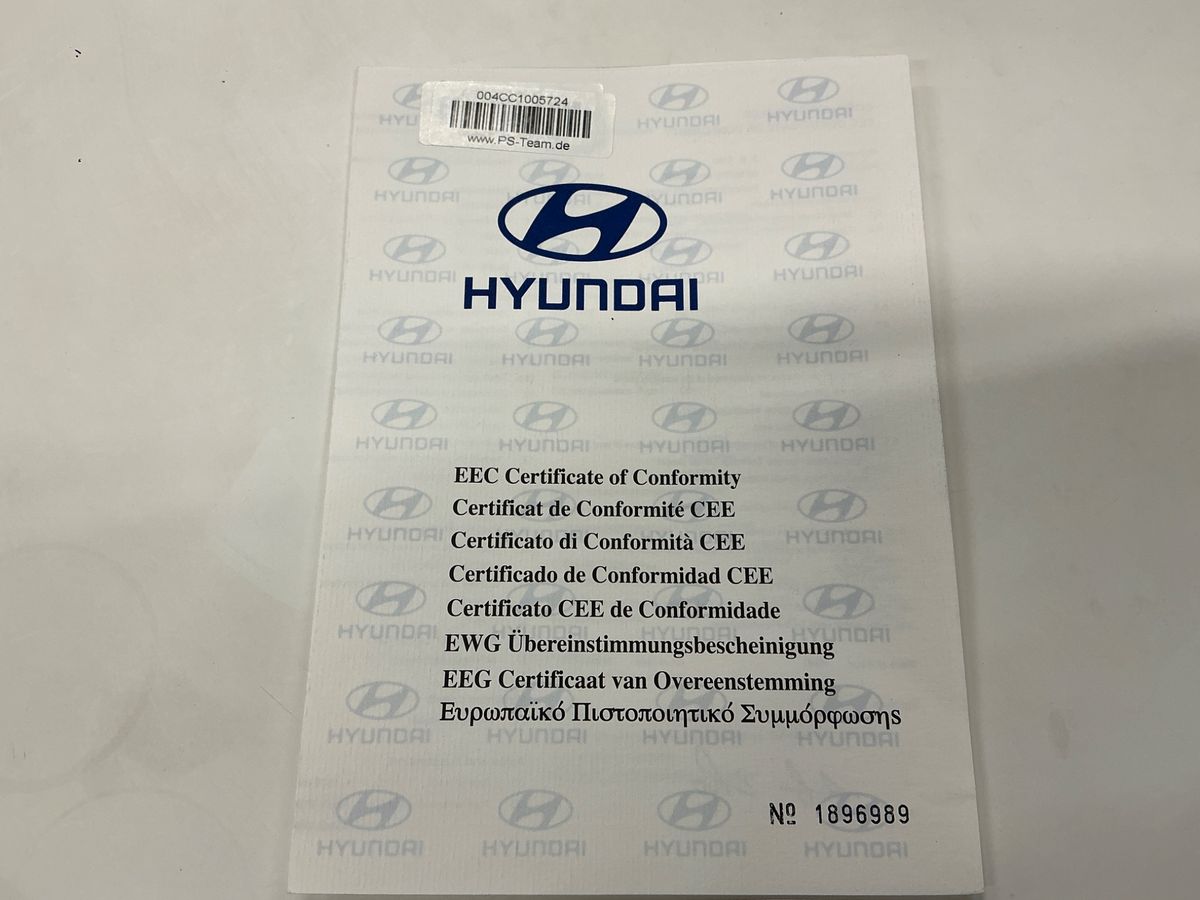 004CC1005724
www.PS-Team.de
HYUNDAI
EEC Certificate of Conformity
Certificat de Conformité CEE
Certificato di Conformità CEE
Certificado de Conformidad CEE
Certificato CEE de Conformidade
EWG Übereinstimmungsbescheinigung
EEG Certificaat van Overeenstemming
Ευρωπαϊκό Πιστοποιητικό Συμμόρφωσης
Nº 1896989